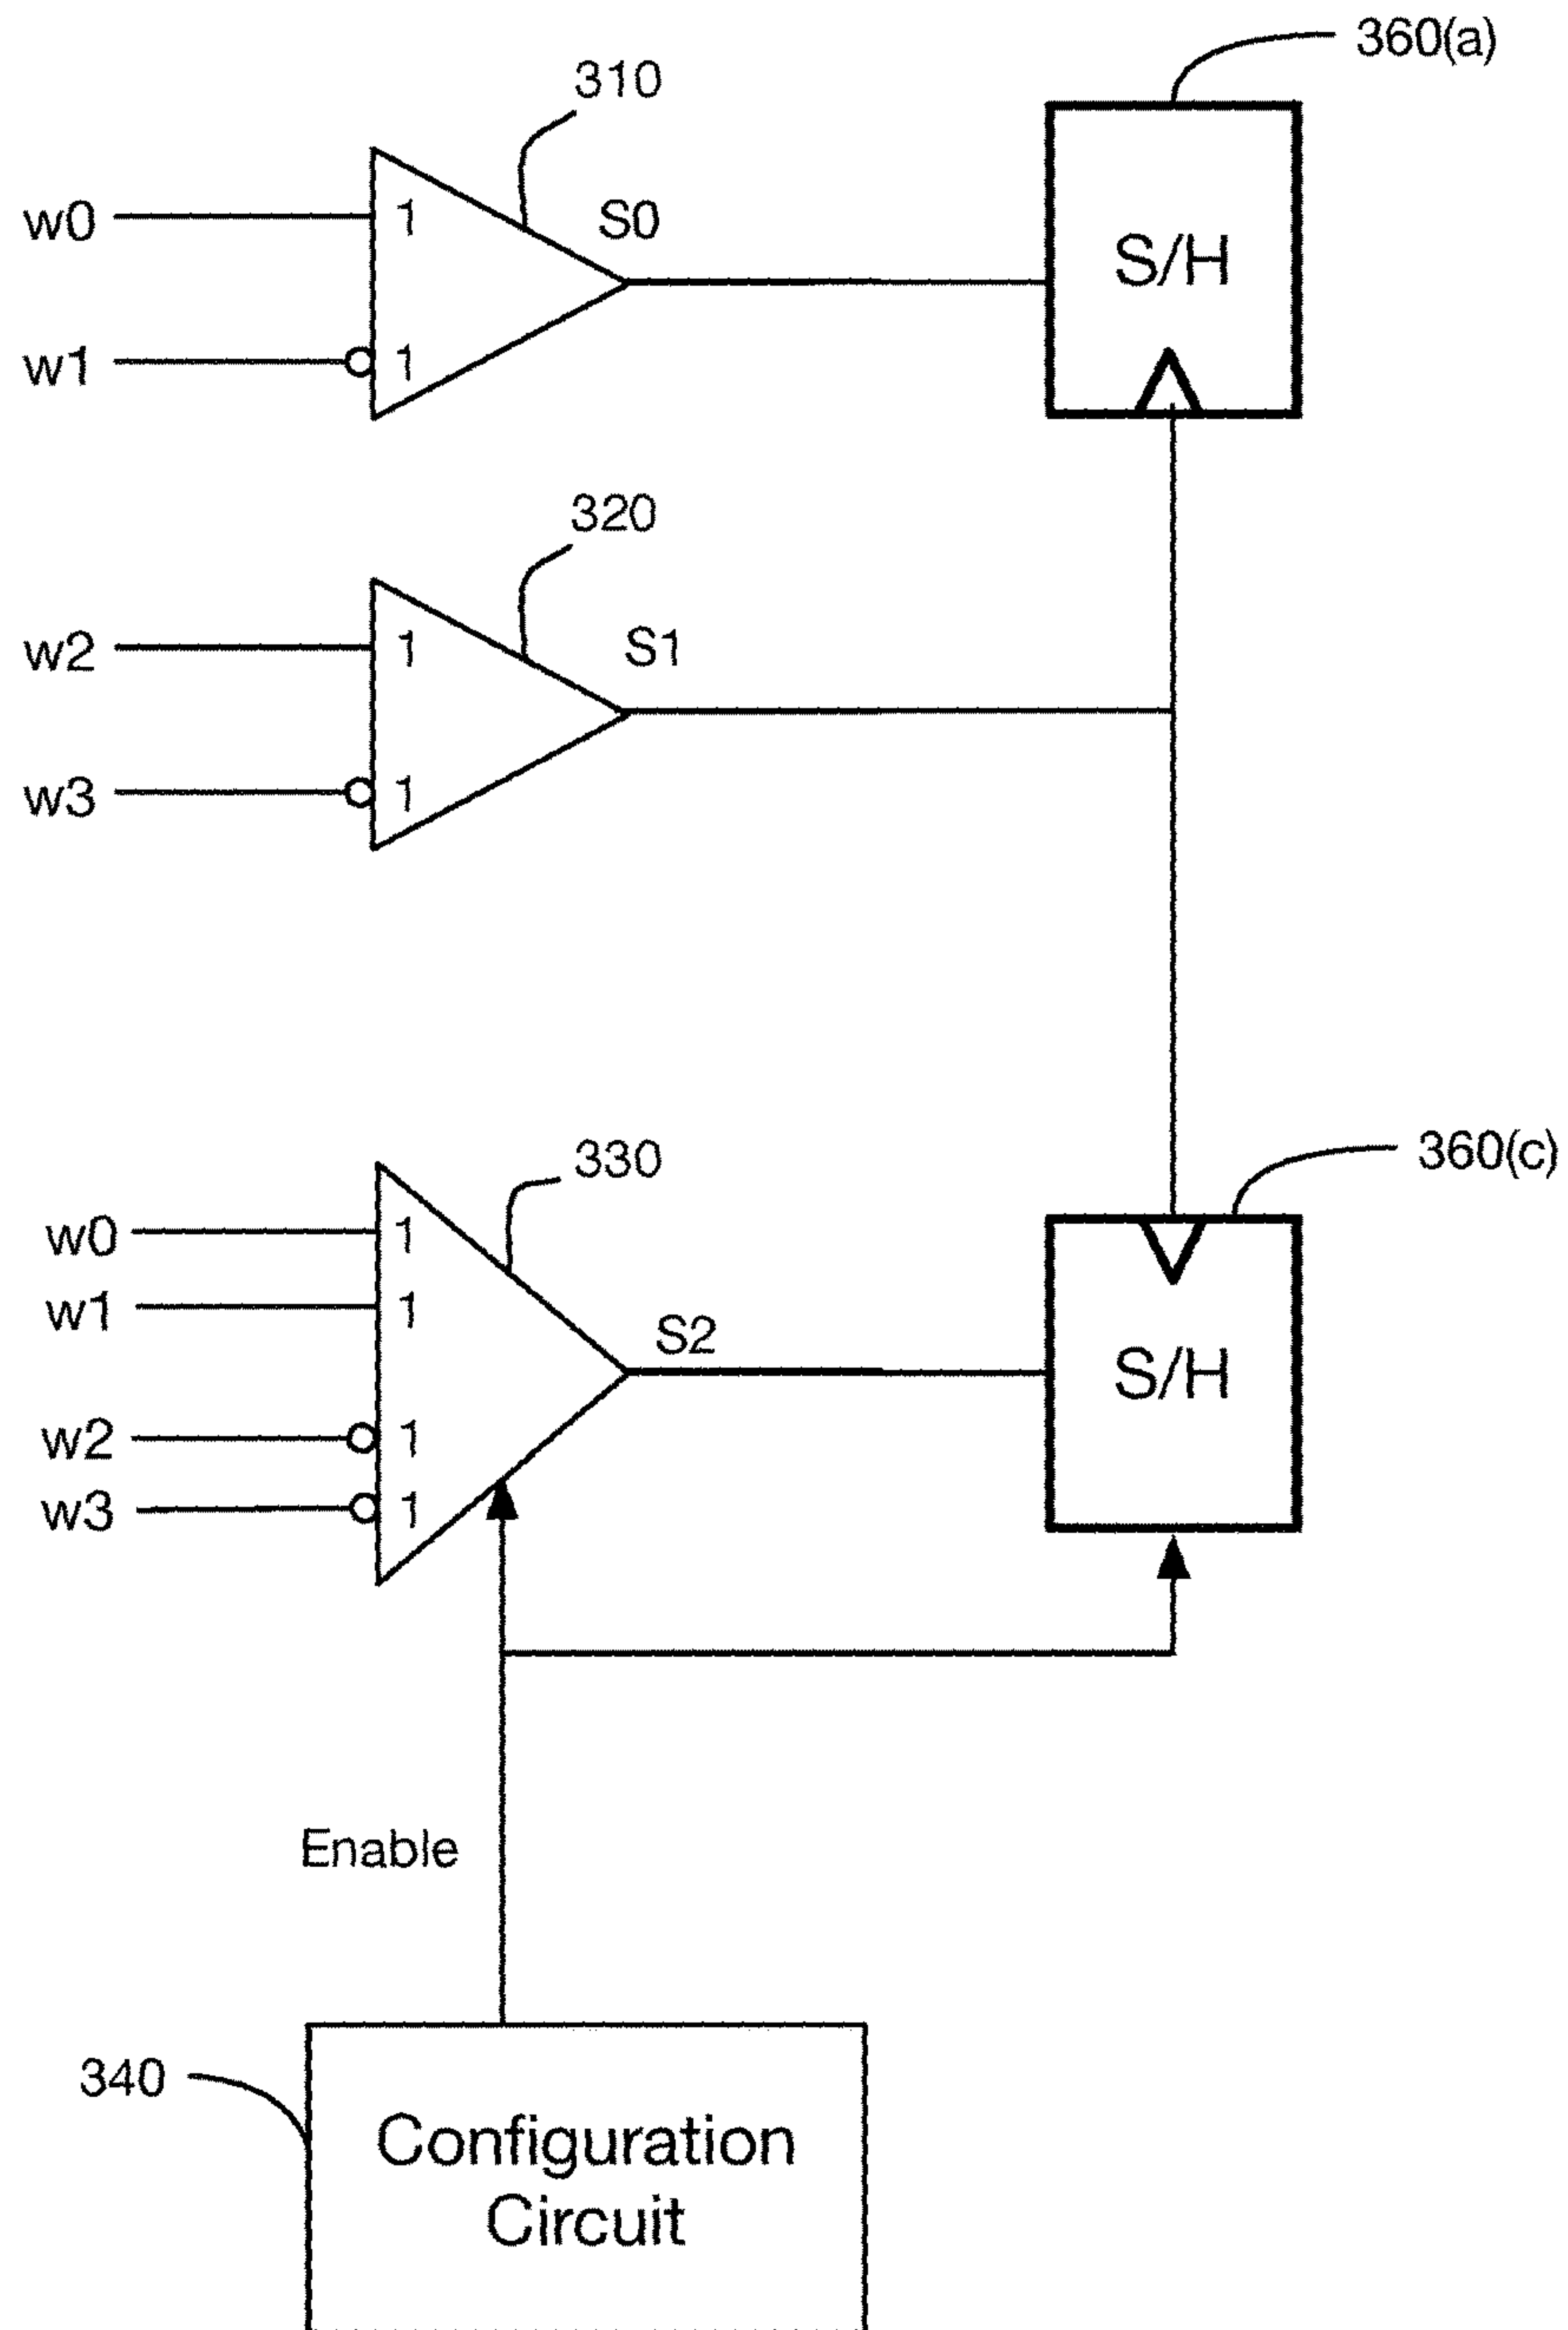 360(a)
310
w0
1
S0
S/H
w1
1
320
w2
1
S1
w3
1
330
360(c)
w0
1
w1
1
S2
S/H
w2
1
w3
1
Enable
340
Configuration
Circuit